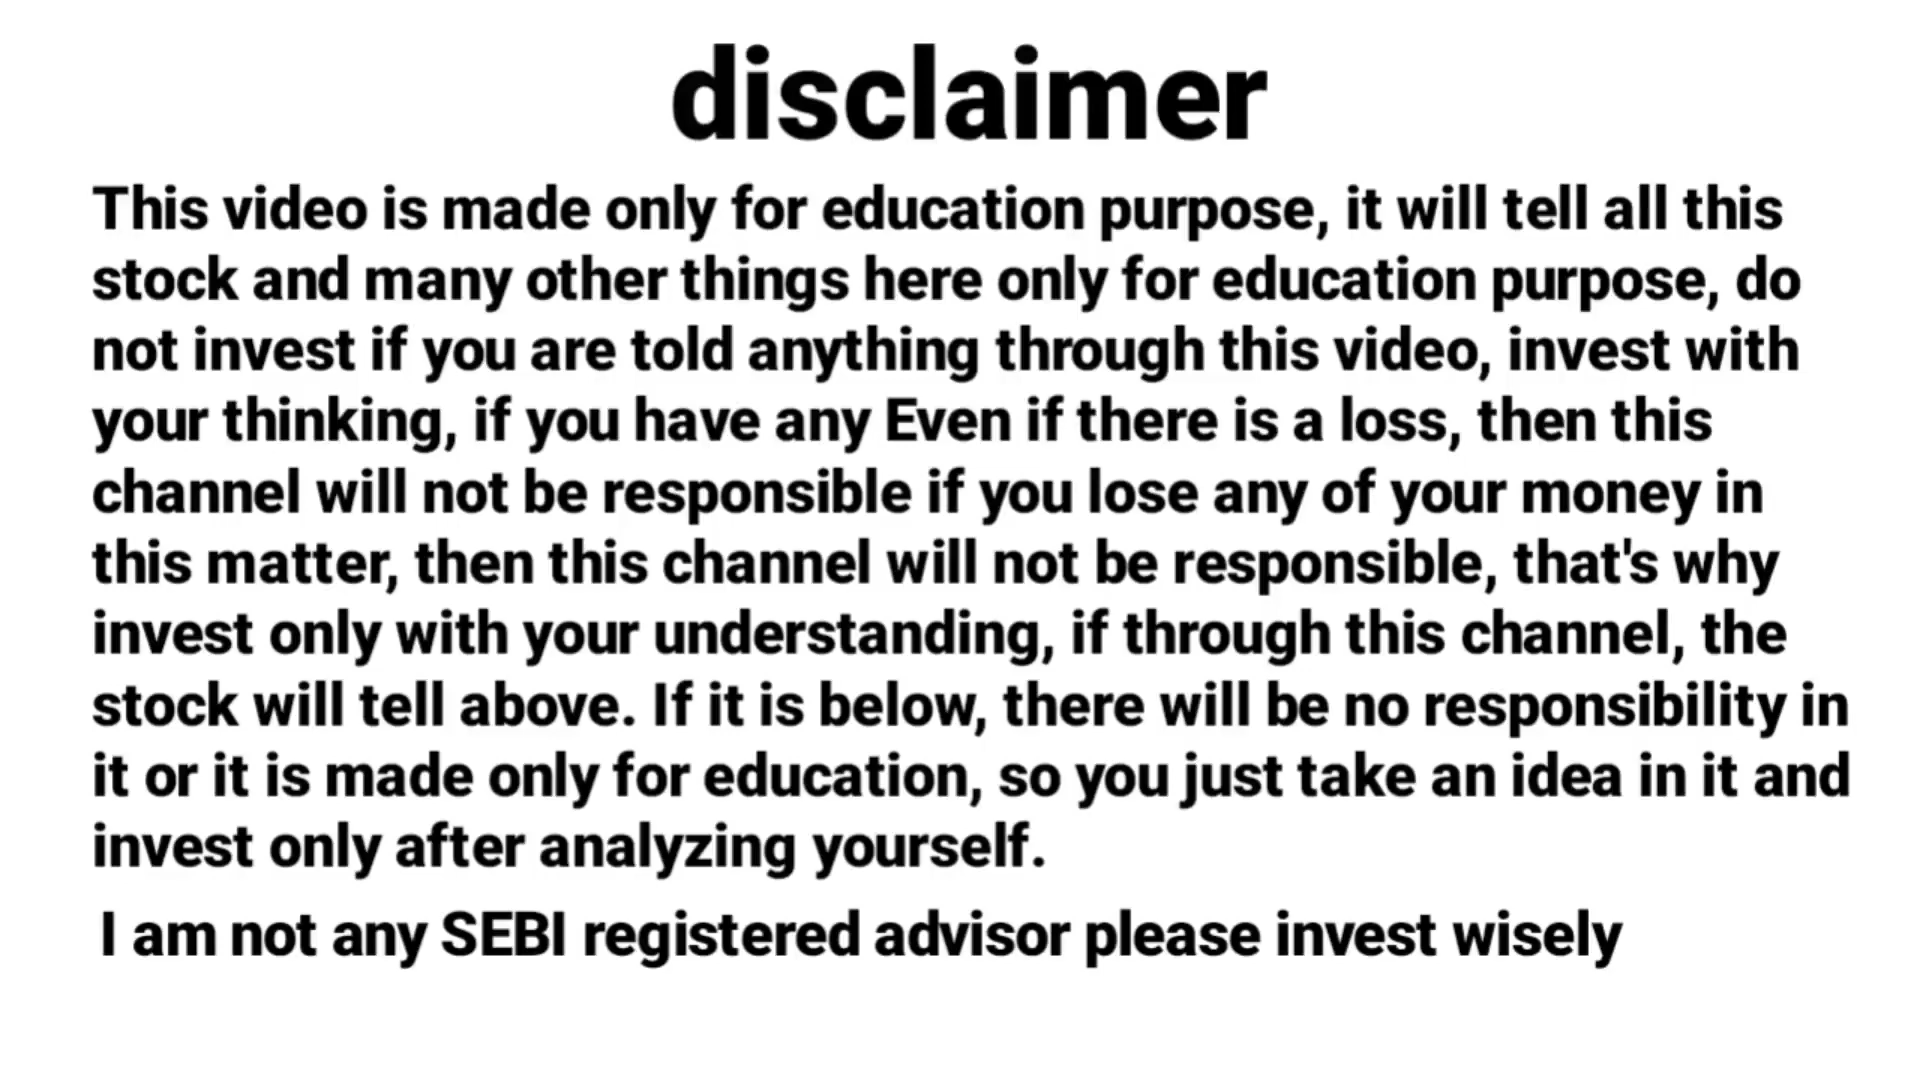 disclaimer
This video is made only for education purpose, it will tell all this
stock and many other things here only for education purpose, do
not invest if you are told anything through this video, invest with
your thinking, if you have any Even if there is a loss, then this
channel will not be responsible if you lose any of your money in
this matter, then this channel will not be responsible, that's why
invest only with your understanding, if through this channel, the
stock will tell above. If it is below, there will be no responsibility in
it or it is made only for education, so you just take an idea in it and
invest only after analyzing yourself.
I am not any SEBI registered advisor please invest wisely